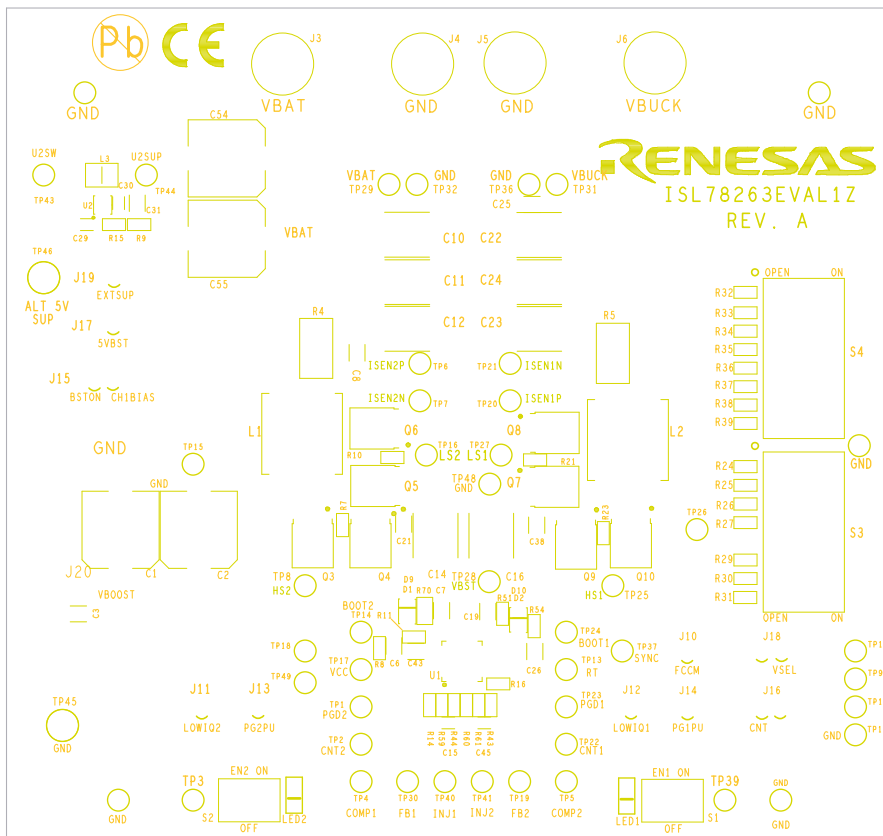 Pb CE
J3 J4 J5 J6
VBAT GND GND VBUCK
GND GND
C54
RENESAS
ISL78263EVAL1Z
REV. A
U2SW L3 U2SUP
TP43 C30 TP44
U2 C31
C29 R15 R9
VBAT GND GND VBUCK
TP29 TP32 TP36 TP31
C25
VBAT
C10 C22
TP46
J19
EXTSUP
C55
C11 C24
OPEN ON
ALT 5V
SUP
J17
5VBST
R4 C12 C23 R5
R32
R33
R34
R35
R36
R37
R38
R39
S4
C8
ISEN2P TP6 TP21 ISEN1N
J15
BSTON CH1BIAS
ISEN2N TP7 TP20 ISEN1P
L1 Q6 Q8 L2
GND
TP15
R10 TP16 TP27 R21
LS2 LS1
GND
GND
Q5 TP48 Q7
GND
R24
R25
R26
R27
R29
R30
R31
S3
R7 R23 TP26
C21 C38
J20 C1 C2
TP8 Q3 Q4 C14 TP28 C16 Q9 Q10
HS2 VBST HS1 TP25
VBOOST
C3
D9 C7 D10
D1 R70 R51 D2
OPEN ON
TP14 C19 R54
BOOT2 R11 TP24
BOOT1
TP18 R8 C6 C43 C26 TP37
SYNC
J10 J18
TP17 U1 TP13
VCC RT
FCCM VSEL
TP49 R16
TP1
TP9
TP1
GND TP1
J11 J13 TP1 TP23 J12 J14 J16
PGD2 PGD1
TP45
GND
LOWIQ2 PG2PU LOWIQ1 PG1PU CNT
TP2 R14 R59 R44 R60 R61 R43 TP22
CNT2 C15 C45 CNT1
TP3 EN2 ON EN1 ON TP39 GND
TP4 TP30 TP40 TP41 TP19 TP5
GND S2 OFF LED2 COMP1 FB1 INJ1 INJ2 FB2 COMP2 LED1 OFF S1 GND